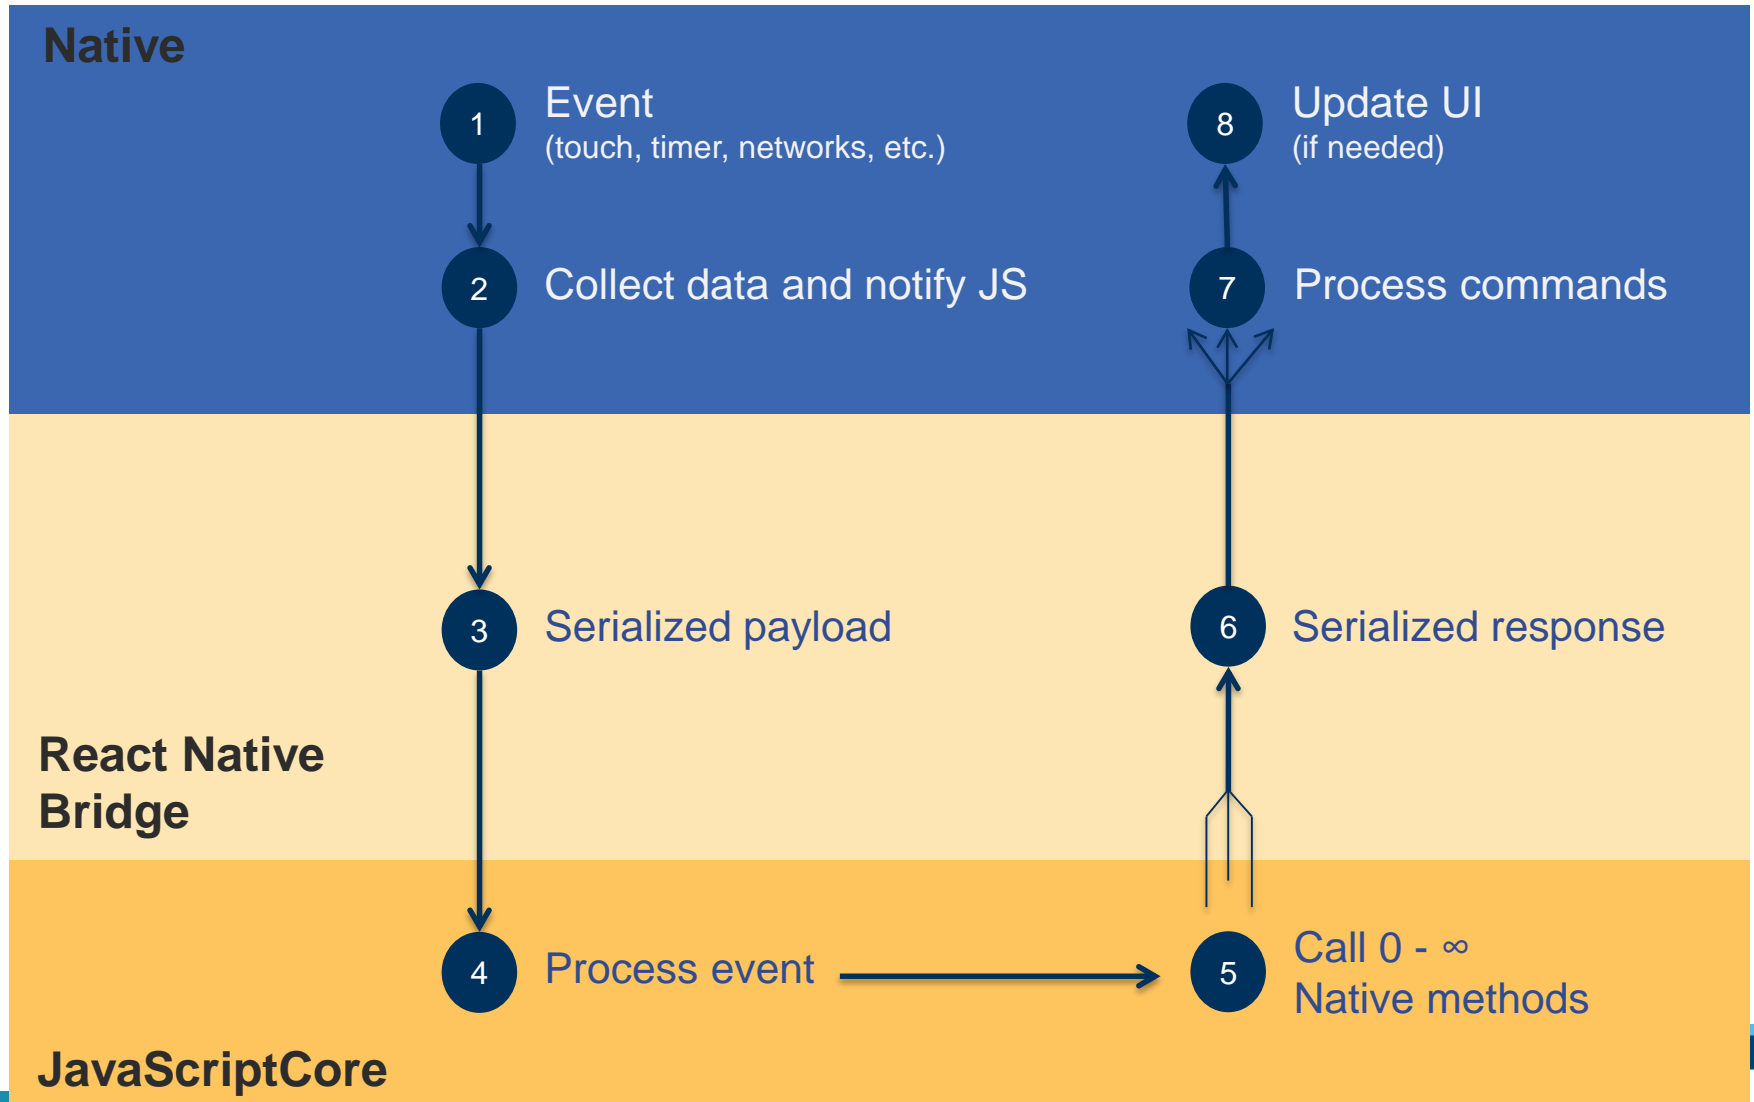 Native
1
Event
(touch, timer, networks, etc.)
2
Collect data and notify JS
8
Update UI
(if needed)
7
Process commands
React Native
Bridge
3
Serialized payload
6
Serialized response
JavaScriptCore
4
Process event
5
Call 0 - ∞
Native methods